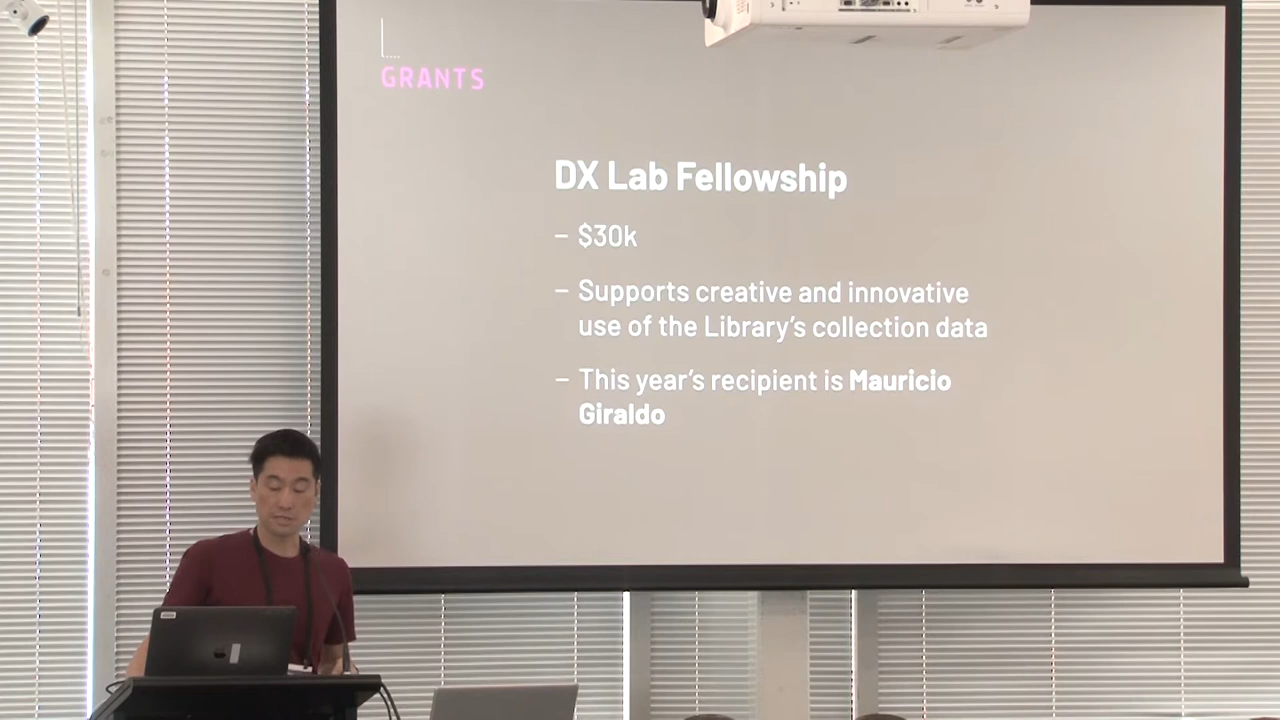 GRANTS
DX Lab Fellowship
– $30k
– Supports creative and innovative
use of the Library's collection data
– This year's recipient is Mauricio
Giraldo